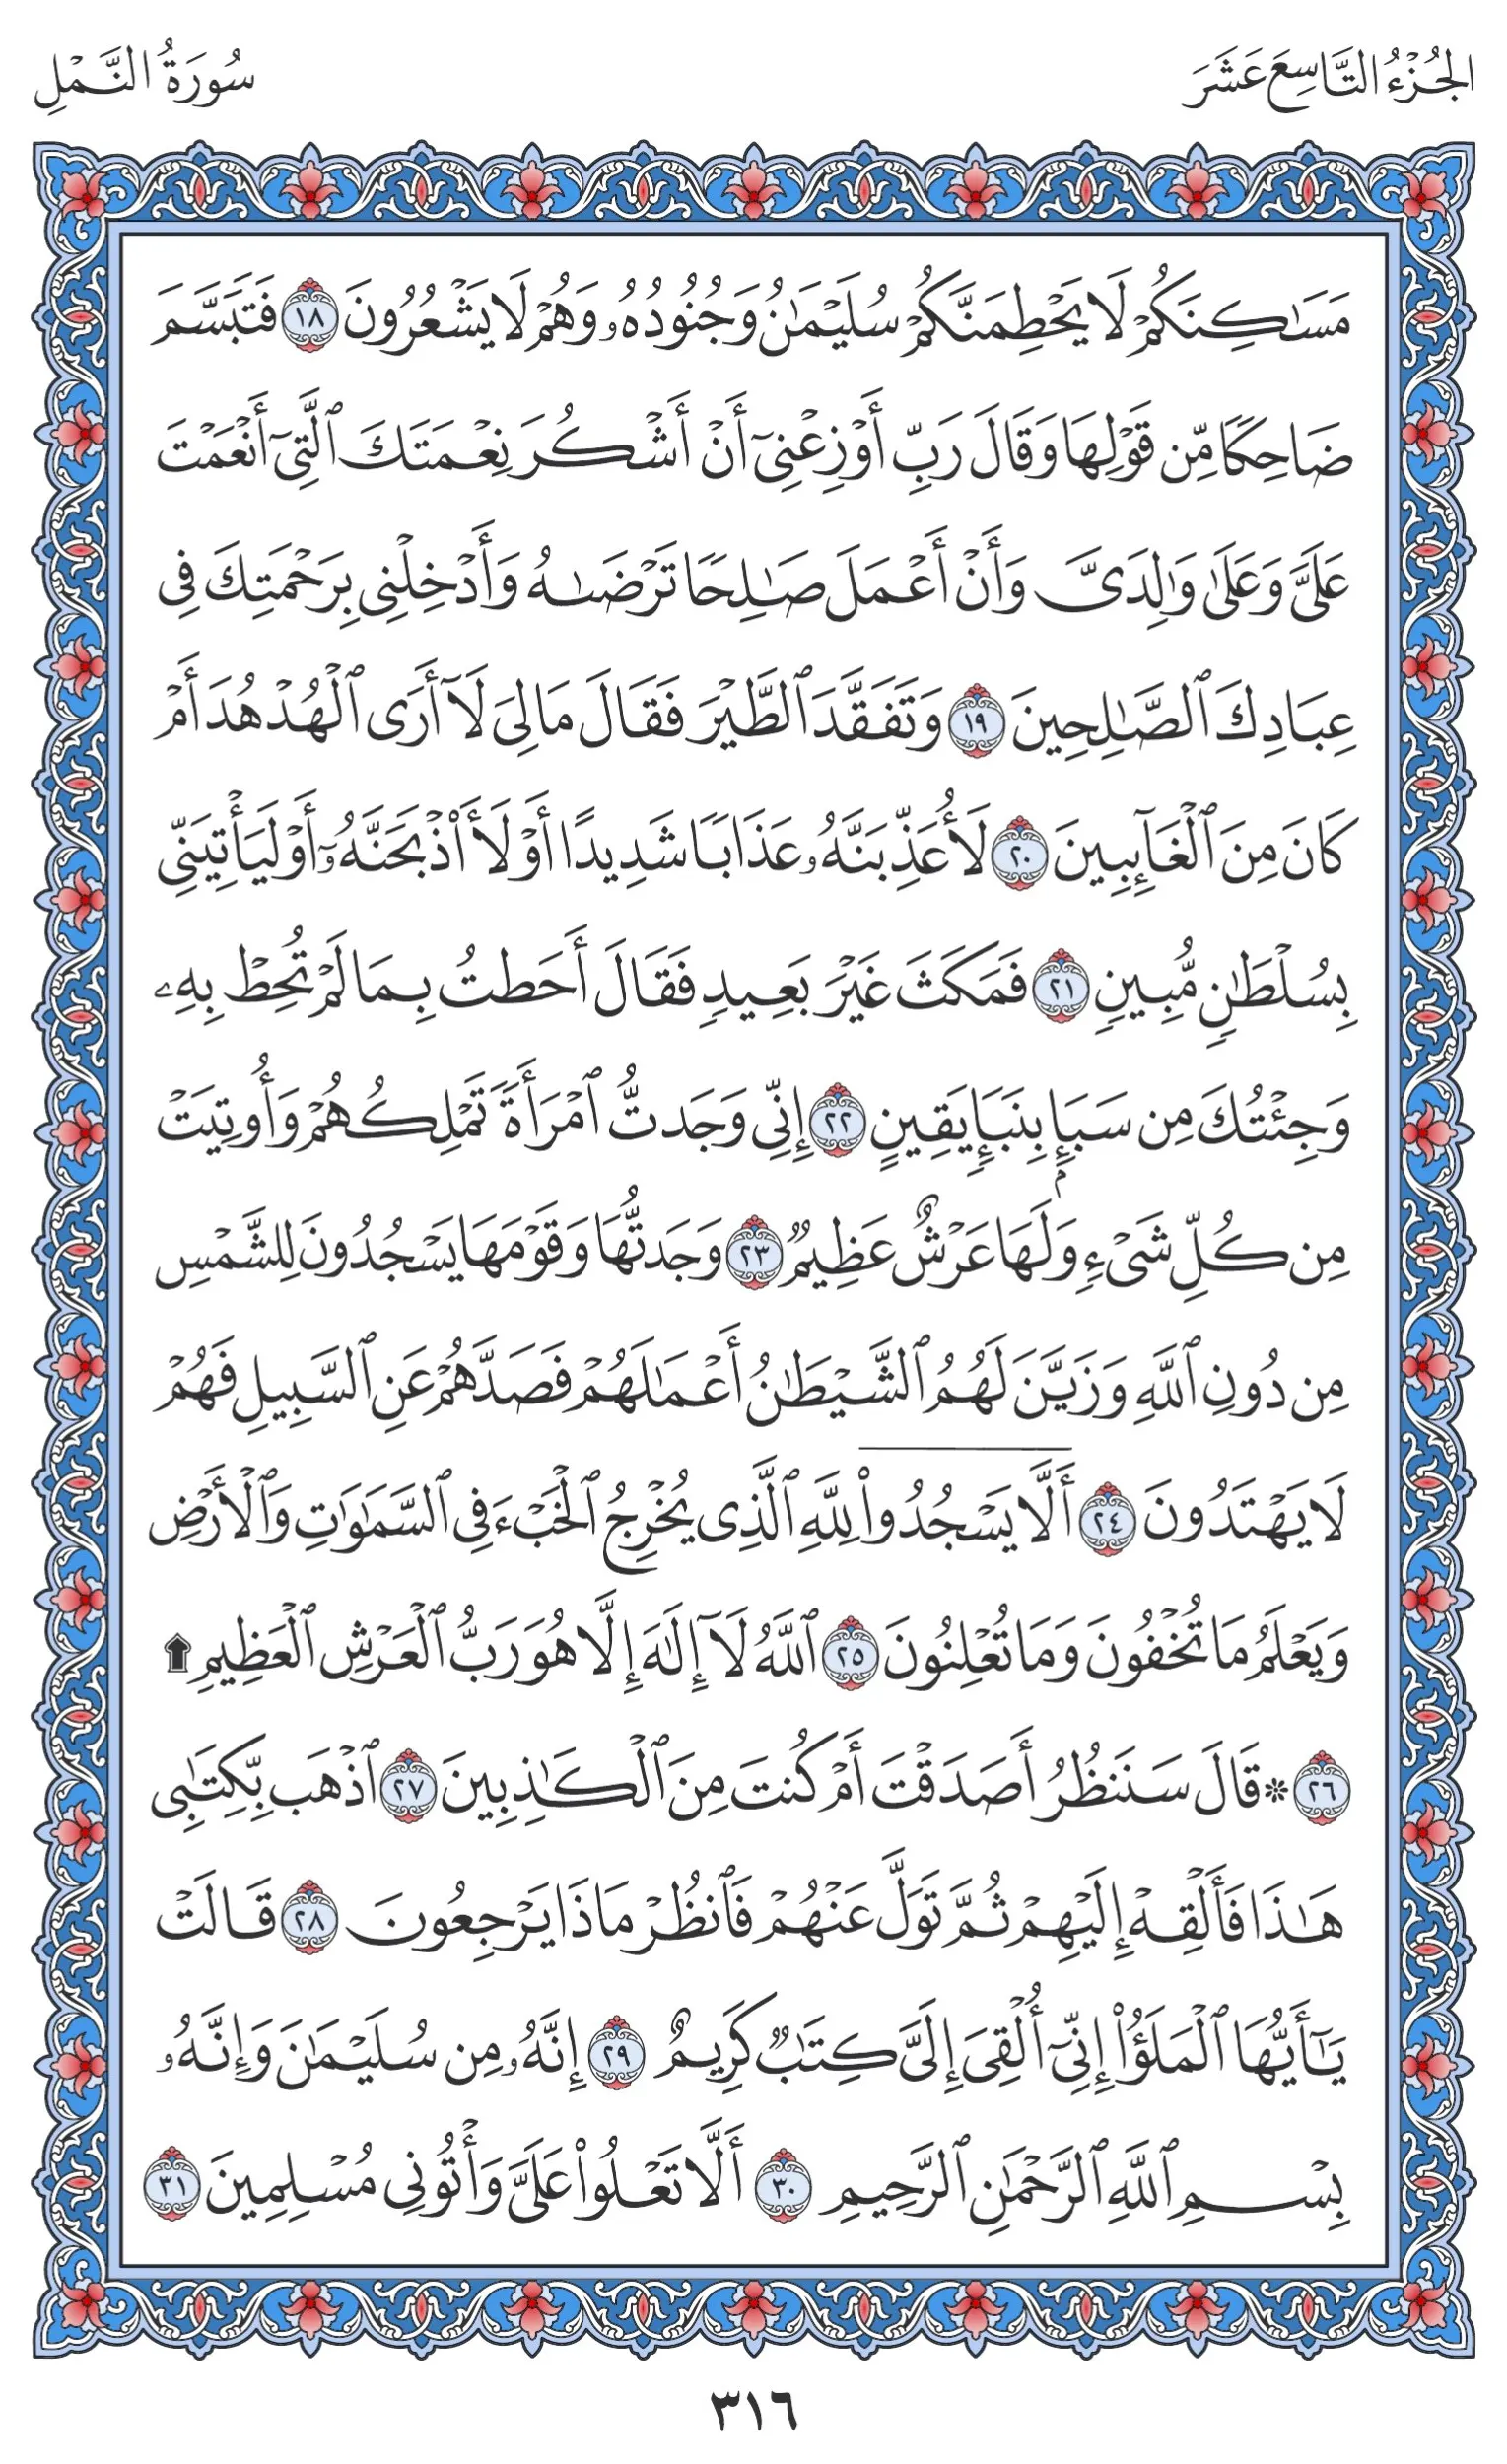 الجُزْءُ التَّاسِعَ عَشَرَ
سُورَةُ النَّمْلِ
مَسَٰكِنَكُمْ لَا يَحْطِمَنَّكُمْ سُلَيْمَٰنُ وَجُنُودُهُۥ وَهُمْ لَا يَشْعُرُونَ ١٨ فَتَبَسَّمَ
ضَاحِكًا مِّن قَوْلِهَا وَقَالَ رَبِّ أَوْزِعْنِىٓ أَنْ أَشْكُرَ نِعْمَتَكَ ٱلَّتِىٓ أَنْعَمْتَ
عَلَىَّ وَعَلَىٰ وَٰلِدَىَّ وَأَنْ أَعْمَلَ صَٰلِحًا تَرْضَىٰهُ وَأَدْخِلْنِى بِرَحْمَتِكَ فِى
عِبَادِكَ ٱلصَّٰلِحِينَ ١٩ وَتَفَقَّدَ ٱلطَّيْرَ فَقَالَ مَا لِىَ لَآ أَرَى ٱلْهُدْهُدَ أَمْ
كَانَ مِنَ ٱلْغَآئِبِينَ ٢٠ لَأُعَذِّبَنَّهُۥ عَذَابًا شَدِيدًا أَوْ لَأَا۟ذْبَحَنَّهُۥٓ أَوْ لَيَأْتِيَنِّى
بِسُلْطَٰنٍ مُّبِينٍ ٢١ فَمَكَثَ غَيْرَ بَعِيدٍ فَقَالَ أَحَطتُ بِمَا لَمْ تُحِطْ بِهِۦ
وَجِئْتُكَ مِن سَبَإٍۭ بِنَبَإٍ يَقِينٍ ٢٢ إِنِّى وَجَدتُّ ٱمْرَأَةً تَمْلِكُهُمْ وَأُوتِيَتْ
مِن كُلِّ شَىْءٍ وَلَهَا عَرْشٌ عَظِيمٌ ٢٣ وَجَدتُّهَا وَقَوْمَهَا يَسْجُدُونَ لِلشَّمْسِ
مِن دُونِ ٱللَّهِ وَزَيَّنَ لَهُمُ ٱلشَّيْطَٰنُ أَعْمَٰلَهُمْ فَصَدَّهُمْ عَنِ ٱلسَّبِيلِ فَهُمْ
لَا يَهْتَدُونَ ٢٤ أَلَّا يَسْجُدُوا۟ لِلَّهِ ٱلَّذِى يُخْرِجُ ٱلْخَبْءَ فِى ٱلسَّمَٰوَٰتِ وَٱلْأَرْضِ
وَيَعْلَمُ مَا تُخْفُونَ وَمَا تُعْلِنُونَ ٢٥ ٱللَّهُ لَآ إِلَٰهَ إِلَّا هُوَ رَبُّ ٱلْعَرْشِ ٱلْعَظِيمِ ۩
٢٦ ۞ قَالَ سَنَنظُرُ أَصَدَقْتَ أَمْ كُنتَ مِنَ ٱلْكَٰذِبِينَ ٢٧ ٱذْهَب بِّكِتَٰبِى
هَٰذَا فَأَلْقِهْ إِلَيْهِمْ ثُمَّ تَوَلَّ عَنْهُمْ فَٱنظُرْ مَاذَا يَرْجِعُونَ ٢٨ قَالَتْ
يَٰٓأَيُّهَا ٱلْمَلَؤُا۟ إِنِّىٓ أُلْقِىَ إِلَىَّ كِتَٰبٌ كَرِيمٌ ٢٩ إِنَّهُۥ مِن سُلَيْمَٰنَ وَإِنَّهُۥ
بِسْمِ ٱللَّهِ ٱلرَّحْمَٰنِ ٱلرَّحِيمِ ٣٠ أَلَّا تَعْلُوا۟ عَلَىَّ وَأْتُونِى مُسْلِمِينَ ٣١
٣١٦